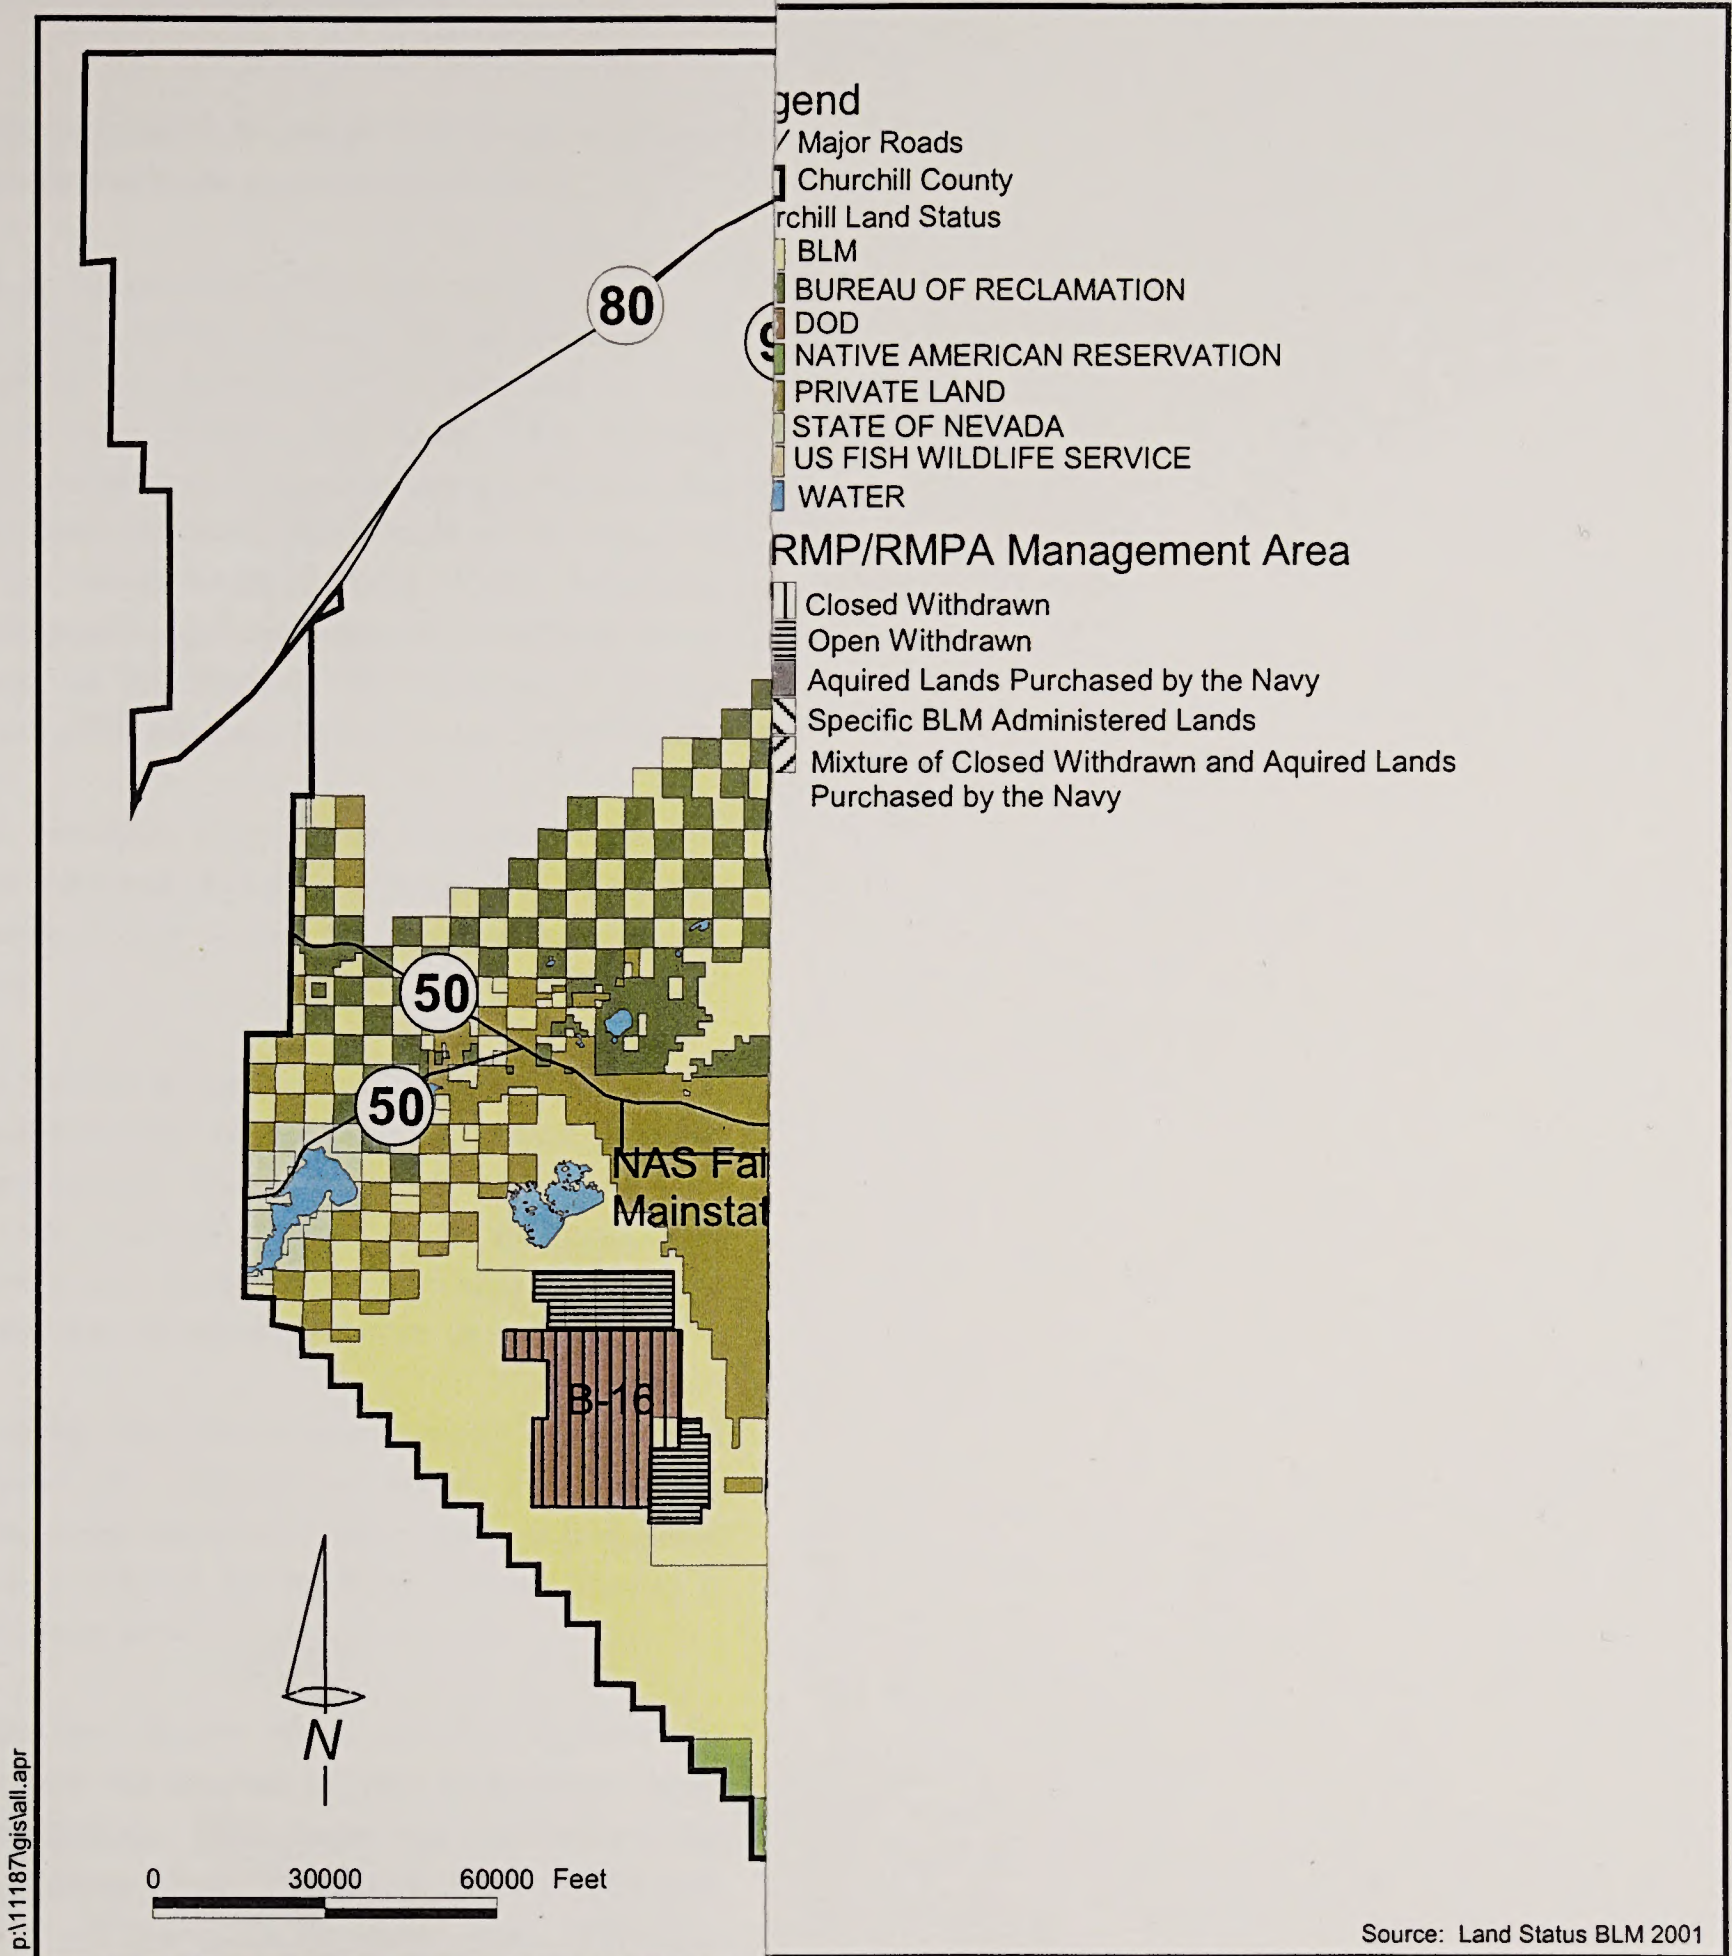 gend
Major Roads
Churchill County
rchill Land Status
BLM
BUREAU OF RECLAMATION
DOD
NATIVE AMERICAN RESERVATION
PRIVATE LAND
STATE OF NEVADA
US FISH WILDLIFE SERVICE
WATER
RMP/RMPA Management Area
Closed Withdrawn
Open Withdrawn
Aquired Lands Purchased by the Navy
Specific BLM Administered Lands
Mixture of Closed Withdrawn and Aquired Lands
Purchased by the Navy
80
9
50
50
NAS Fal
Mainstat
B-16
N
0 30000 60000 Feet
p:\11187\gis\all.apr
Source: Land Status BLM 2001